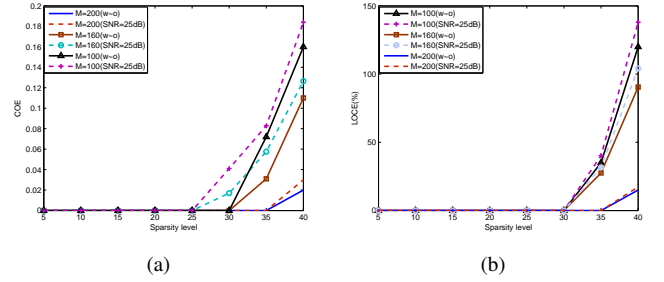 0.2
0.18
0.16
0.14
0.12
0.1
0.08
0.06
0.04
0.02
0
COE
M=200(w~o)
M=200(SNR=25dB)
M=160(w~o)
M=160(SNR=25dB)
M=100(w~o)
M=100(SNR=25dB)
5 10 15 20 25 30 35 40
Sparsity level
(a)
150
100
50
0
LOCE(%)
M=100(w~o)
M=100(SNR=25dB)
M=160(w~o)
M=160(SNR=25dB)
M=200(w~o)
M=200(SNR=25dB)
5 10 15 20 25 30 35 40
Sparsity level
(b)